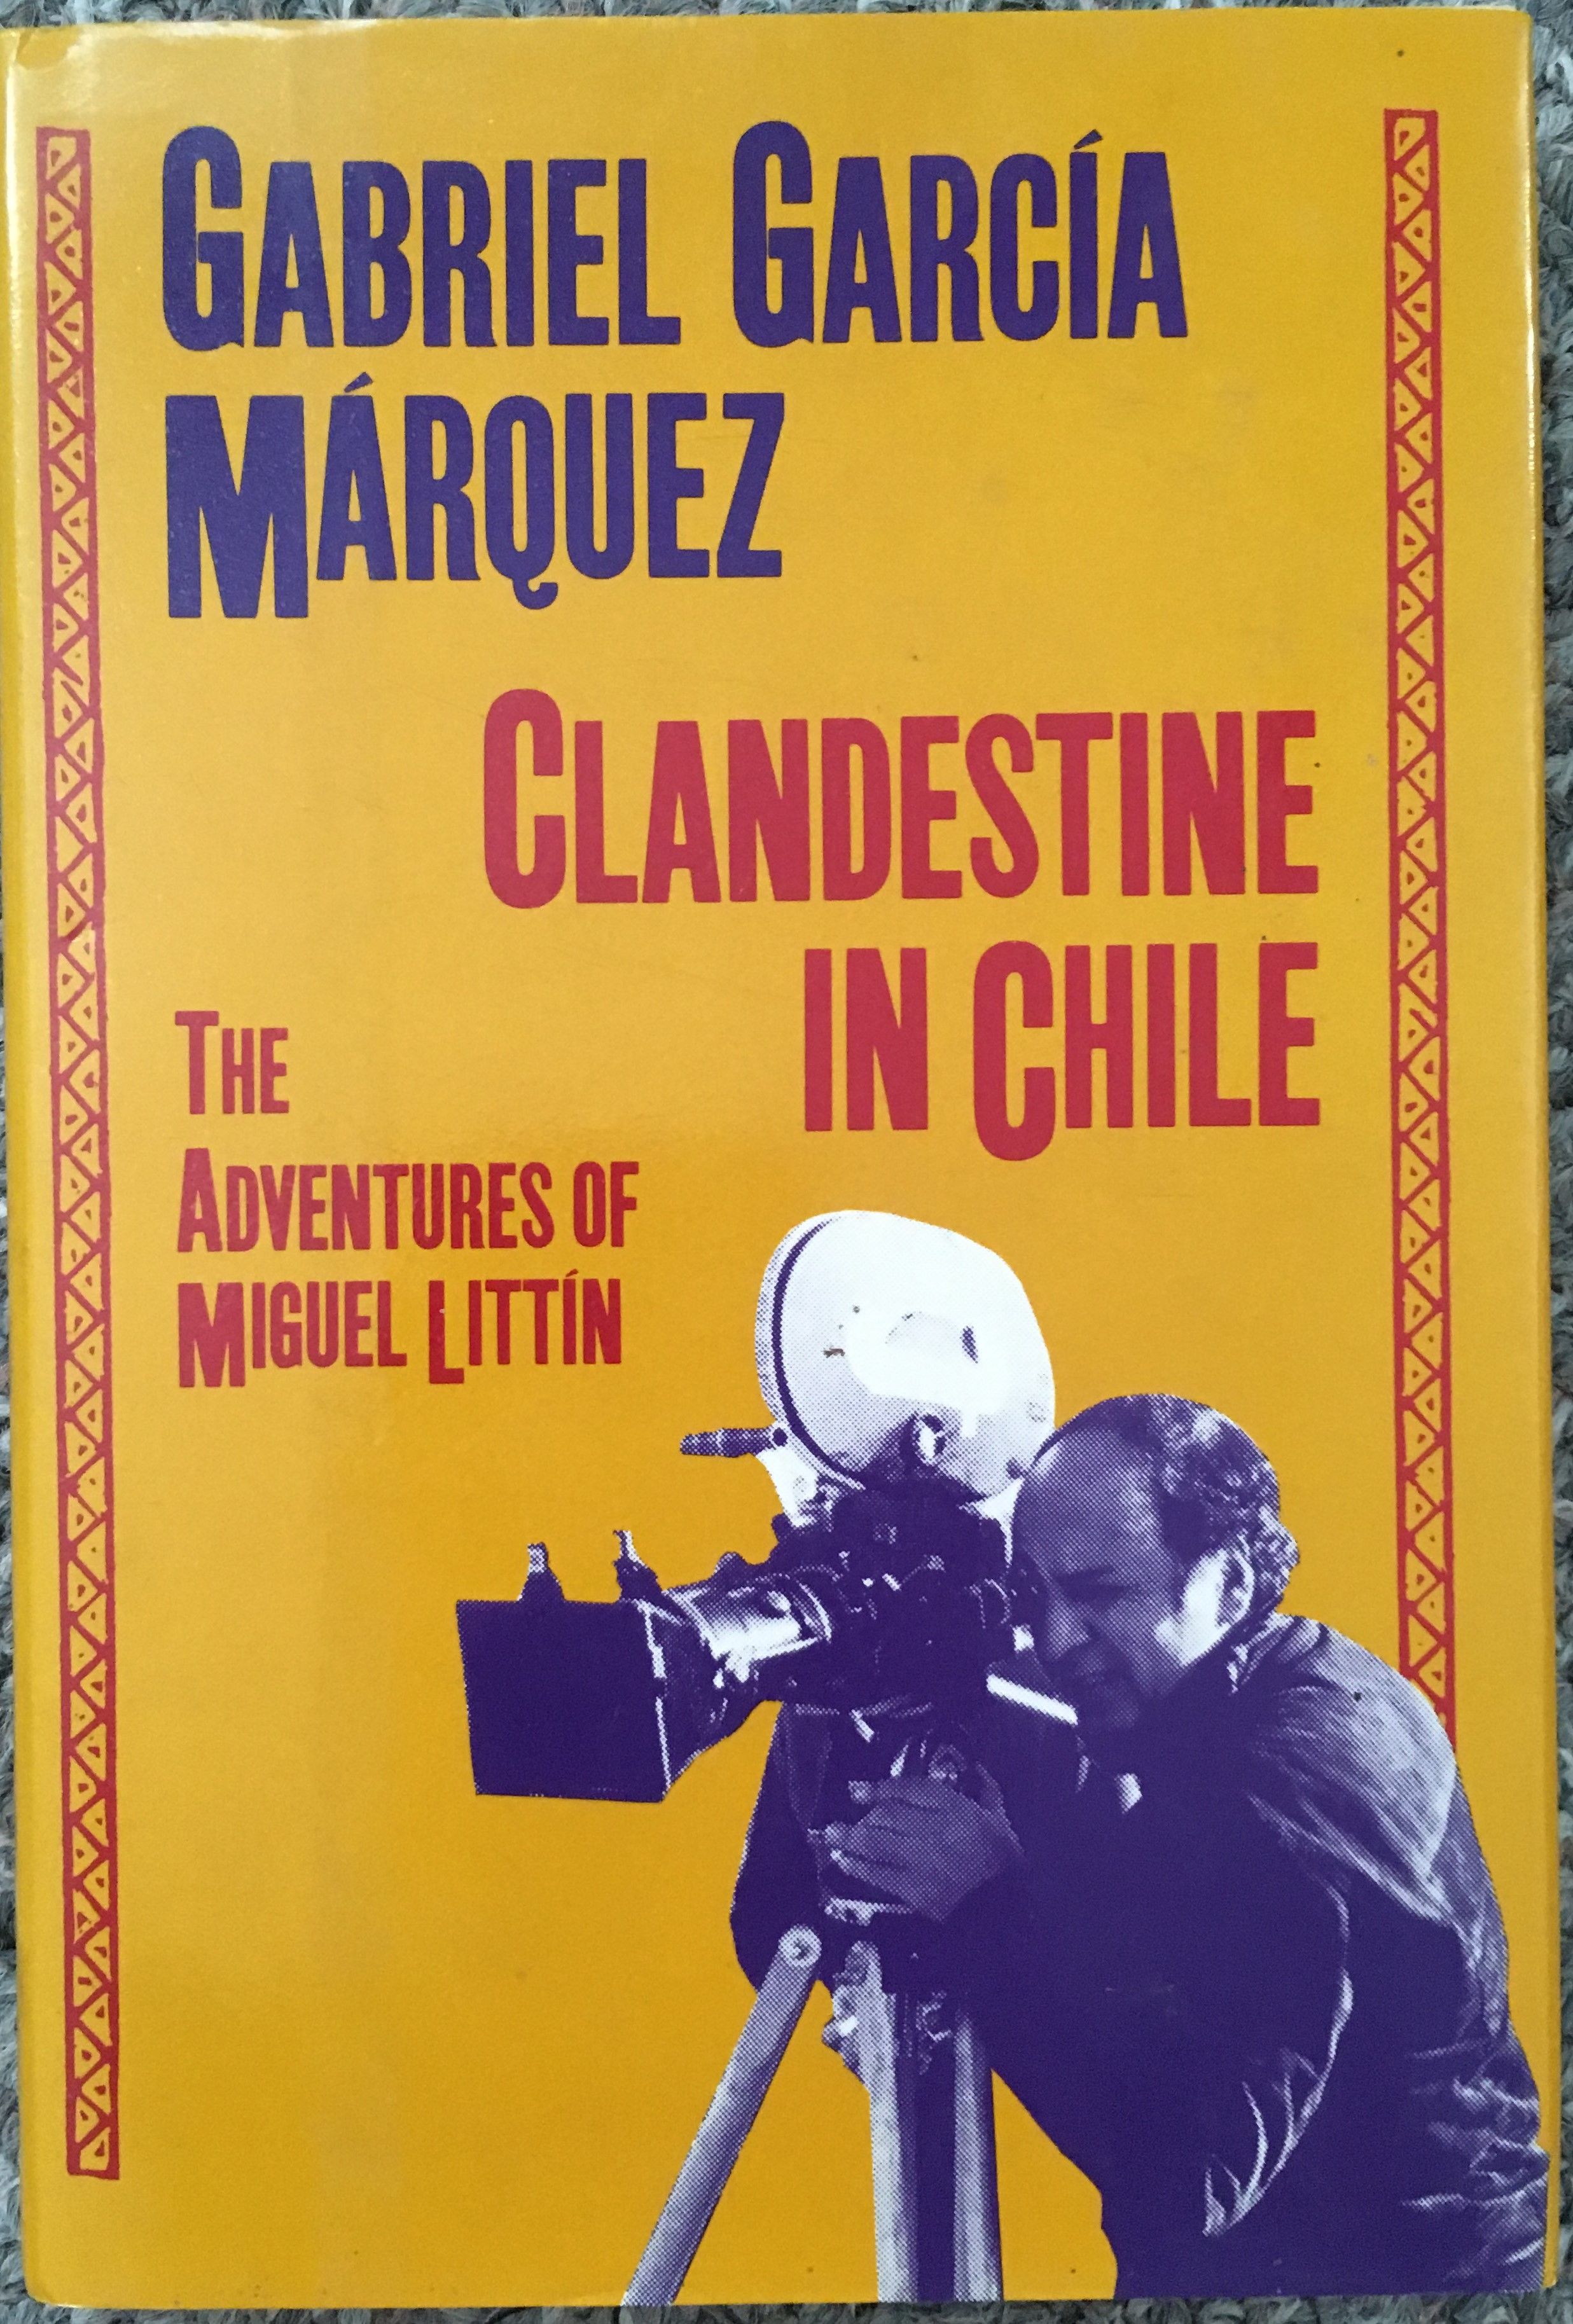 GABRIEL GARCÍA
MÁRQUEZ
CLANDESTINE
IN CHILE
THE
ADVENTURES OF
MIGUEL LITTÍN